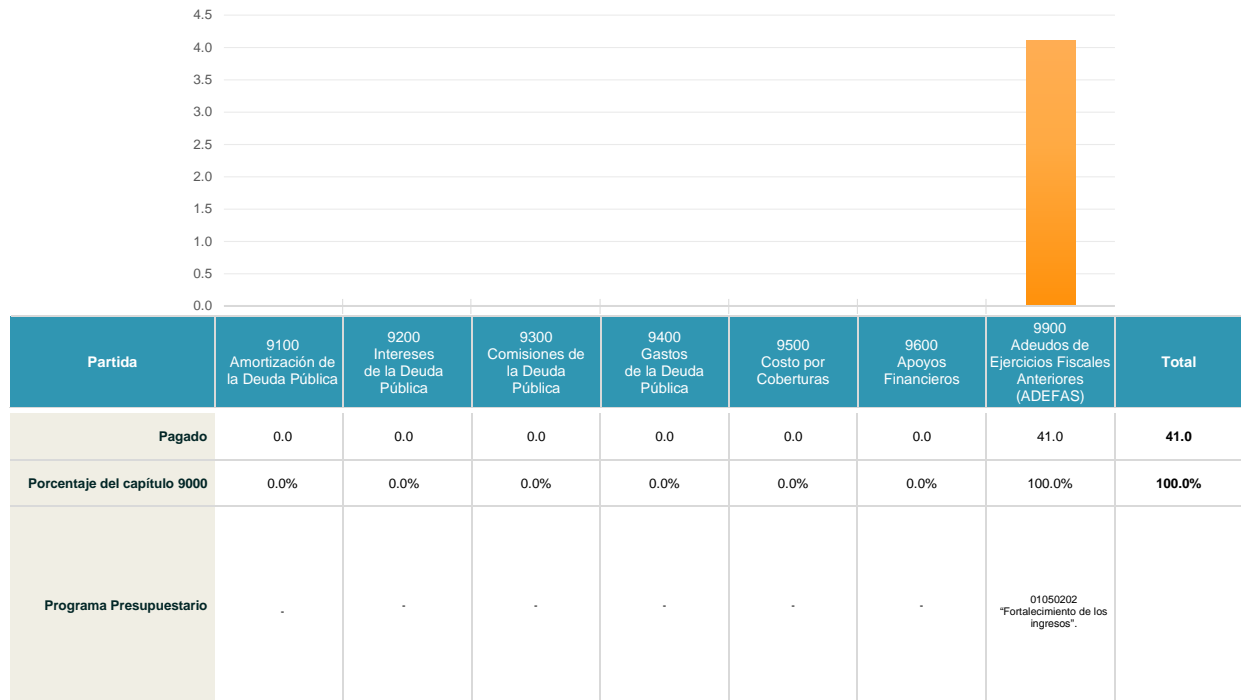 4.5
4.0
3.5
3.0
2.5
2.0
1.5
1.0
0.5
0.0
Partida
9100
Amortización de
la Deuda Pública
9200
Intereses
de la Deuda
Pública
9300
Comisiones de
la Deuda
Pública
9400
Gastos
de la Deuda
Pública
9500
Costo por
Coberturas
9600
Apoyos
Financieros
9900
Adeudos de
Ejercicios Fiscales
Anteriores
(ADEFAS)
Total
Pagado 0.0 0.0 0.0 0.0 0.0 0.0 41.0 41.0
Porcentaje del capítulo 9000 0.0% 0.0% 0.0% 0.0% 0.0% 0.0% 100.0% 100.0%
Programa Presupuestario - - - - - -
01050202
“Fortalecimiento de los
ingresos”.